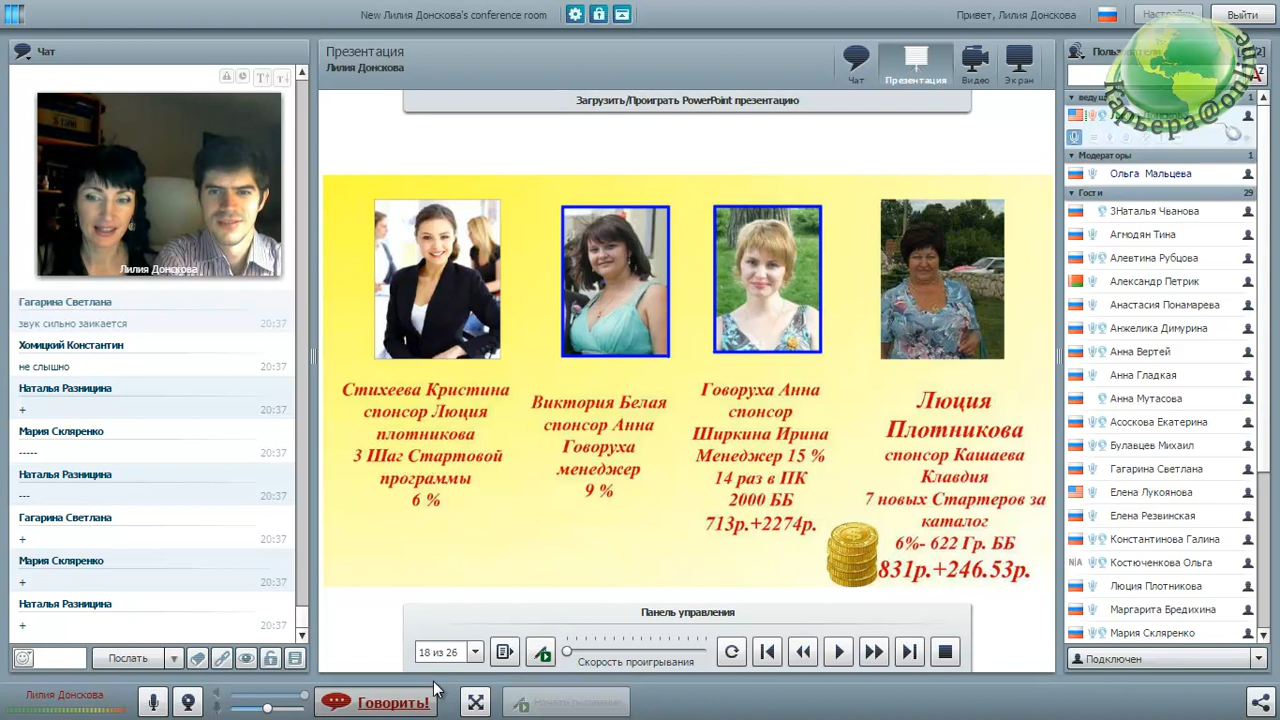 New Лилия Донскова's conference room
Привет, Лилия Донскова
Настройки
Выйти
Чат
Лилия Донскова
Гагарина Светлана
звук сильно заикается
20:37
Хомицкий Константин
не слышно
20:37
Наталья Разницина
+
20:37
Мария Скляренко
-----
20:37
Наталья Разницина
---
20:37
Гагарина Светлана
+
20:37
Мария Скляренко
+
20:37
Наталья Разницина
+
20:37
Послать
Презентация
Лилия Донскова
Чат
Презентация
Видео
Экран
Загрузить/Проиграть PowerPoint презентацию
Стихеева Кристина
спонсор Люция
плотникова
3 Шаг Стартовой
программы
6 %
Виктория Белая
спонсор Анна
Говоруха
менеджер
9 %
Говоруха Анна
спонсор
Ширкина Ирина
Менеджер 15 %
14 раз в ПК
2000 ББ
713р.+2274р.
Люция
Плотникова
спонсор Кашаева
Клавдия
7 новых Стартеров за
каталог
6%- 622 Гр. ББ
831р.+246.53р.
Панель управления
18 из 26
Скорость проигрывания
карьера@online
Модераторы
1
Ольга Мальцева
Гости
29
3Наталья Чванова
Агнодян Тина
Алевтина Рубцова
Александр Петрик
Анастасия Понамарева
Анжелика Димурина
Анна Вертей
Анна Гладкая
Анна Мутасова
Асоскова Екатерина
Булавцев Михаил
Гагарина Светлана
Елена Лукоянова
Елена Резвинская
Константинова Галина
N/A Костюченкова Ольга
Люция Плотникова
Маргарита Бредихина
Мария Скляренко
Подключен
Лилия Донскова
Говорить!